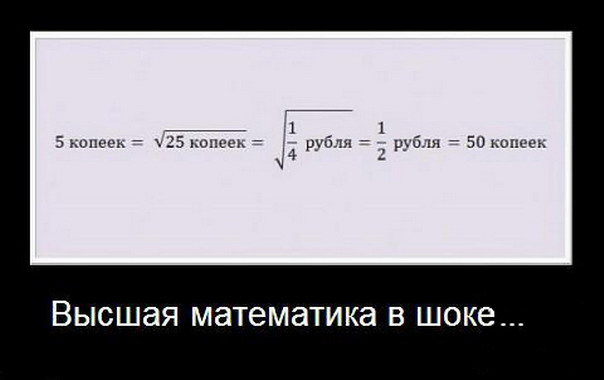 5 копеек = √25 копеек = √1/4 рубля = 1/2 рубля = 50 копеек
Высшая математика в шоке...